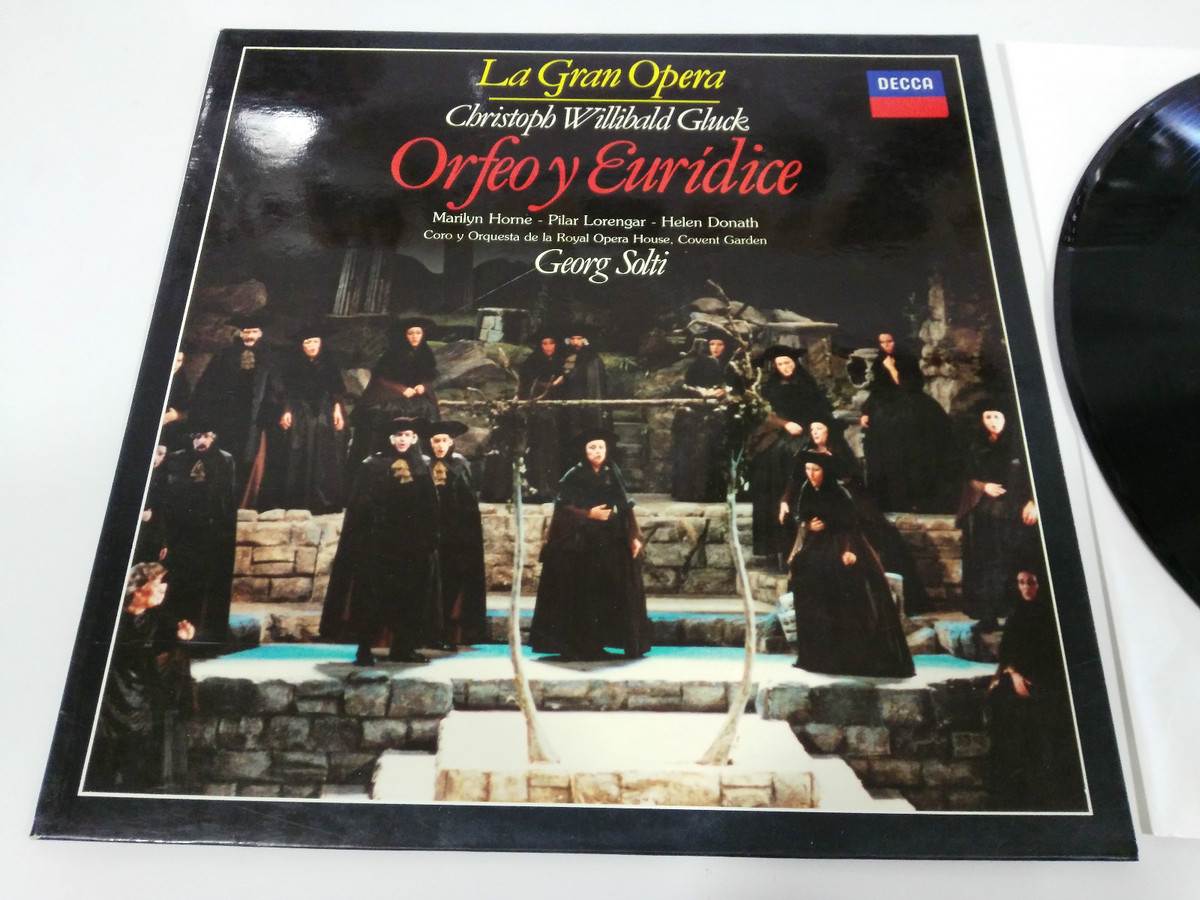 La Gran Opera
DECCA
Christoph Willibald Gluck
Orfeo y Eurídice
Marilyn Horne - Pilar Lorengar - Helen Donath
Coro y Orquesta de la Royal Opera House, Covent Garden
Georg Solti